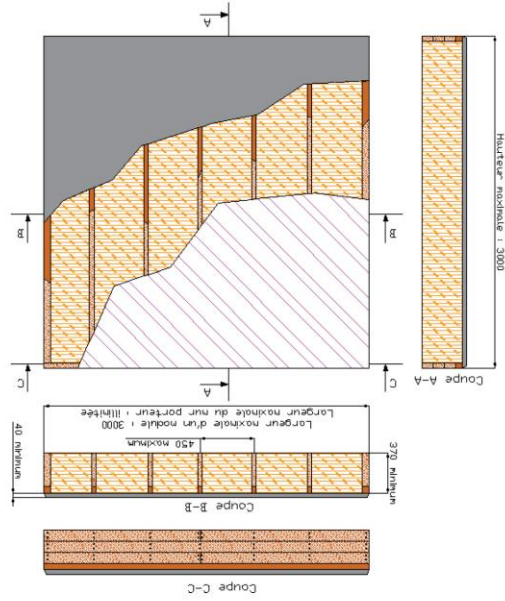 Coupe C-C
Coupe B-B
370 minimum
40 minimum
450 maximum
Largeur maximale d'un module : 3000
Largeur maximale du mur porteur : illimitée
Coupe A-A
C
A
C
B
B
Hauteur maximale : 3000
A